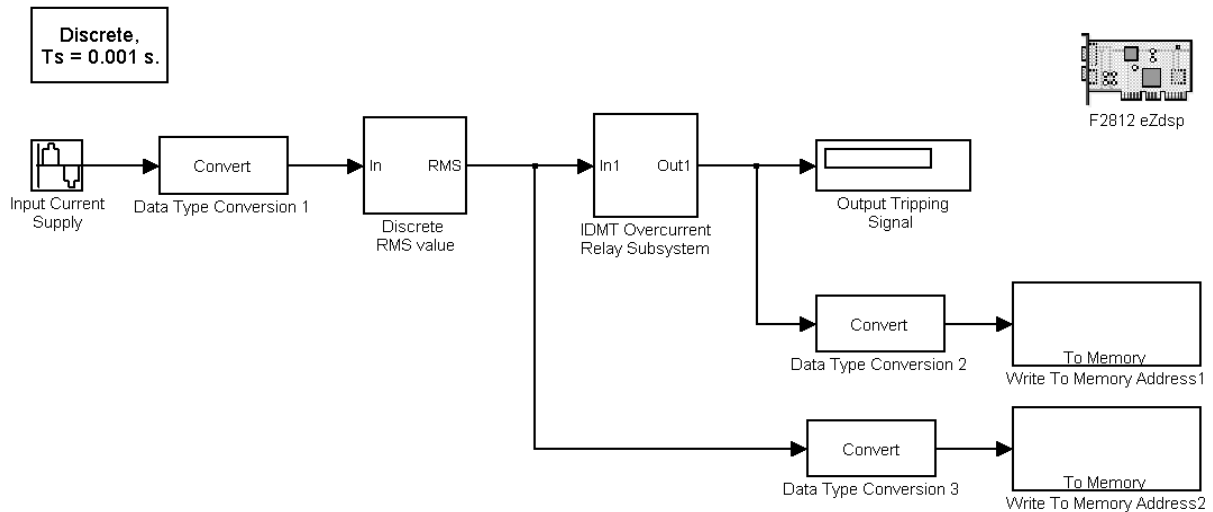 Discrete,
Ts = 0.001 s.
F2812 eZdsp
Input Current
Supply
Convert
Data Type Conversion 1
In
RMS
Discrete
RMS value
In1
Out1
IDMT Overcurrent
Relay Subsystem
Output Tripping
Signal
Convert
Data Type Conversion 2
To Memory
Write To Memory Address1
Convert
Data Type Conversion 3
To Memory
Write To Memory Address2